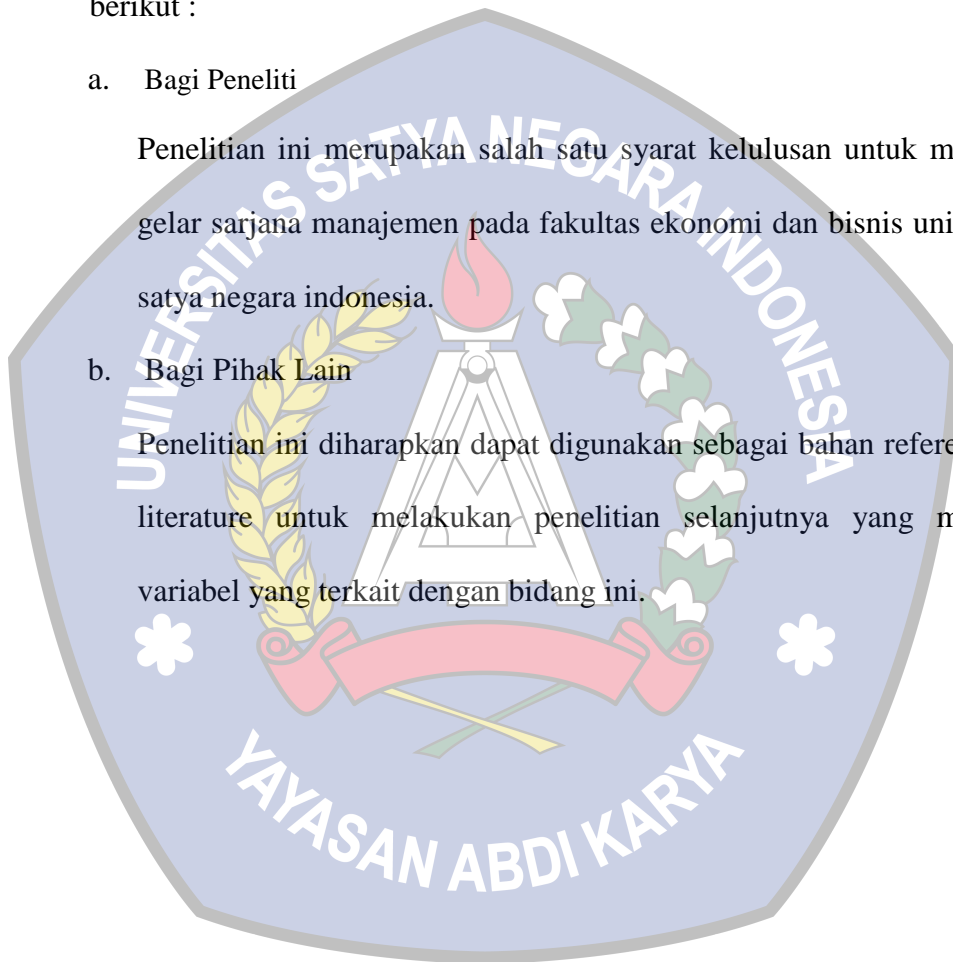 berikut :
a. Bagi Peneliti
Penelitian ini merupakan salah satu syarat kelulusan untuk m
gelar sarjana manajemen pada fakultas ekonomi dan bisnis uni
satya negara indonesia.
b. Bagi Pihak Lain
Penelitian ini diharapkan dapat digunakan sebagai bahan refere
literature untuk melakukan penelitian selanjutnya yang m
variabel yang terkait dengan bidang ini.
UNIVERSITAS SATYA NEGARA INDONESIA
YAYASAN ABDI KARYA